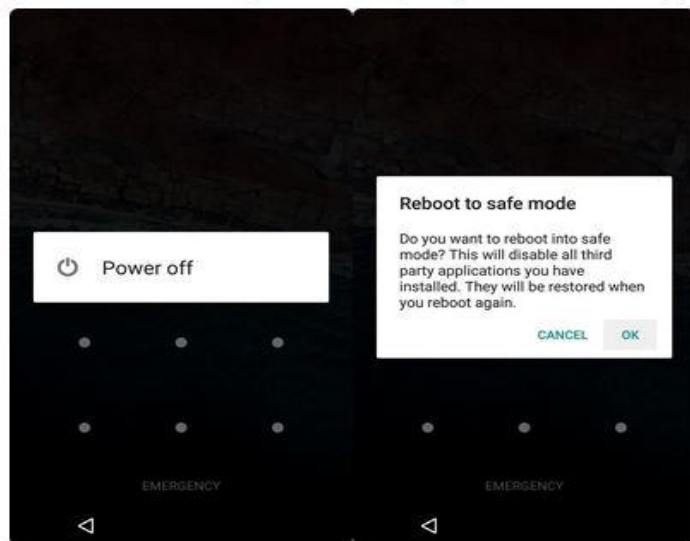 Power off
EMERGENCY
Reboot to safe mode
Do you want to reboot into safe
mode? This will disable all third
party applications you have
installed. They will be restored when
you reboot again.
CANCEL OK
EMERGENCY